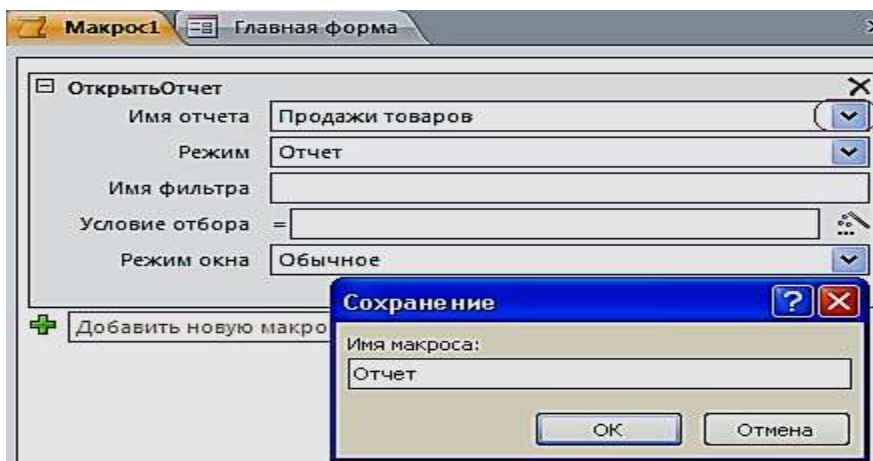 Макрос1 Главная форма
ОткрытьОтчет
Имя отчета Продажи товаров
Режим Отчет
Имя фильтра
Условие отбора =
Режим окна Обычное
Добавить новую макро
Сохранение
Имя макроса:
Отчет
ОК Отмена